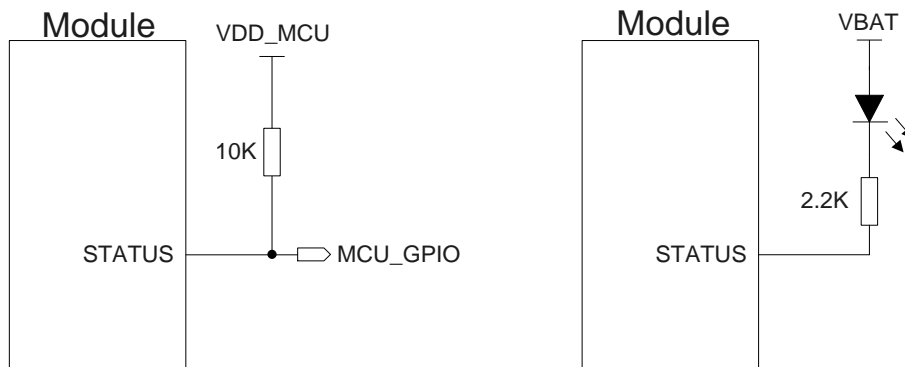 Module
VDD_MCU
10K
STATUS
MCU_GPIO
Module
VBAT
2.2K
STATUS